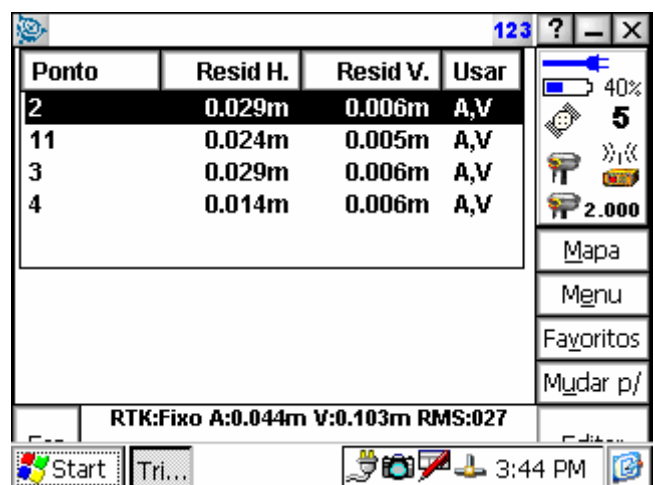 123 ? – X
Ponto Resid H. Resid V. Usar
2 0.029m 0.006m A,V
11 0.024m 0.005m A,V
3 0.029m 0.006m A,V
4 0.014m 0.006m A,V
40%
5
2.000
Mapa
Menu
Favoritos
Mudar p/
RTK:Fixo A:0.044m V:0.103m RMS:027
Start Tri... 3:44 PM